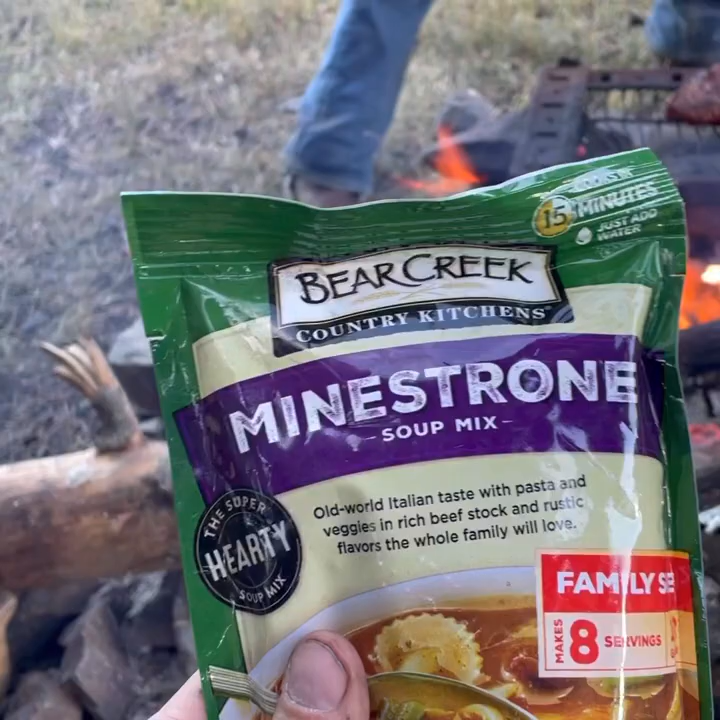 15 MINUTES
JUST ADD
WATER
BEAR CREEK
COUNTRY KITCHENS
MINESTRONE
SOUP MIX
Old-world Italian taste with pasta and
veggies in rich beef stock and rustic
flavors the whole family will love.
THE SUPER
HEARTY
SOUP MIX
FAMILY
MAKES
8 SERVINGS